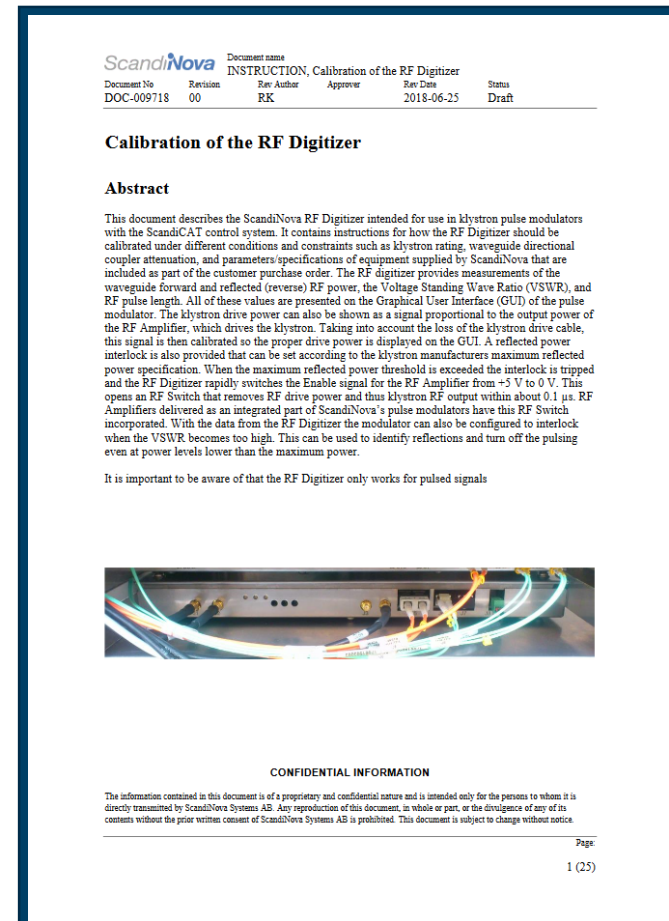 ScandiNova
Document name
INSTRUCTION, Calibration of the RF Digitizer
Document No Revision Rev Author Approver Rev Date Status
DOC-009718 00 RK 2018-06-25 Draft
Calibration of the RF Digitizer
Abstract
This document describes the ScandiNova RF Digitizer intended for use in klystron pulse modulators
with the ScandiCAT control system. It contains instructions for how the RF Digitizer should be
calibrated under different conditions and constraints such as klystron rating, waveguide directional
coupler attenuation, and parameters/specifications of equipment supplied by ScandiNova that are
included as part of the customer purchase order. The RF digitizer provides measurements of the
waveguide forward and reflected (reverse) RF power, the Voltage Standing Wave Ratio (VSWR), and
RF pulse length. All of these values are presented on the Graphical User Interface (GUI) of the pulse
modulator. The klystron drive power can also be shown as a signal proportional to the output power of
the RF Amplifier, which drives the klystron. Taking into account the loss of the klystron drive cable,
this signal is then calibrated so the proper drive power is displayed on the GUI. A reflected power
interlock is also provided that can be set according to the klystron manufacturers maximum reflected
power specification. When the maximum reflected power threshold is exceeded the interlock is tripped
and the RF Digitizer rapidly switches the Enable signal for the RF Amplifier from +5 V to 0 V. This
opens an RF Switch that removes RF drive power and thus klystron RF output within about 0.1 μs. RF
Amplifiers delivered as an integrated part of ScandiNova's pulse modulators have this RF Switch
incorporated. With the data from the RF Digitizer the modulator can also be configured to interlock
when the VSWR becomes too high. This can be used to identify reflections and turn off the pulsing
even at power levels lower than the maximum power.
It is important to be aware of that the RF Digitizer only works for pulsed signals
CONFIDENTIAL INFORMATION
The information contained in this document is of a proprietary and confidential nature and is intended only for the persons to whom it is
directly transmitted by ScandiNova Systems AB. Any reproduction of this document, in whole or part, or the divulgence of any of its
contents without the prior written consent of ScandiNova Systems AB is prohibited. This document is subject to change without notice.
Page:
1 (25)